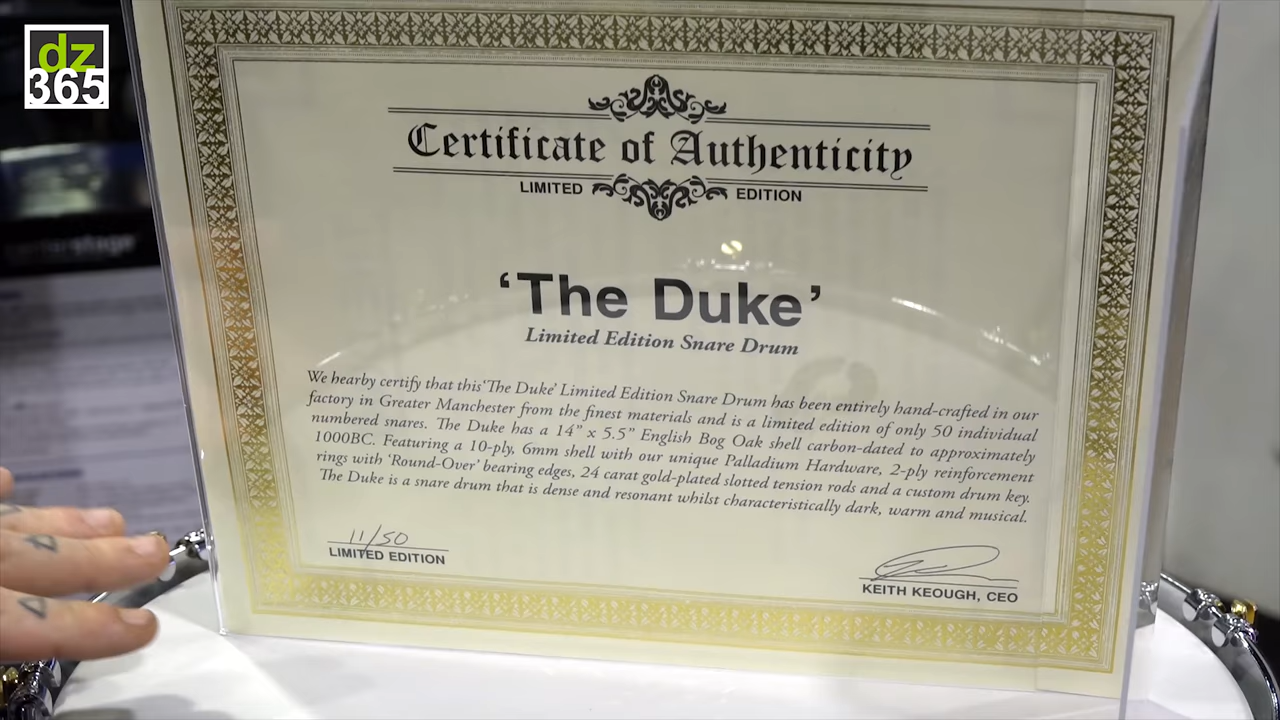 dz
365
Certificate of Authenticity
LIMITED EDITION
‘The Duke’
Limited Edition Snare Drum
We hearby certify that this ‘The Duke’ Limited Edition Snare Drum has been entirely hand-crafted in our
factory in Greater Manchester from the finest materials and is a limited edition of only 50 individual
numbered snares. The Duke has a 14” x 5.5” English Bog Oak shell carbon-dated to approximately
1000BC. Featuring a 10-ply, 6mm shell with our unique Palladium Hardware, 2-ply reinforcement
rings with ‘Round-Over’ bearing edges, 24 carat gold-plated slotted tension rods and a custom drum key.
The Duke is a snare drum that is dense and resonant whilst characteristically dark, warm and musical.
11/50
LIMITED EDITION
KEITH KEOUGH, CEO